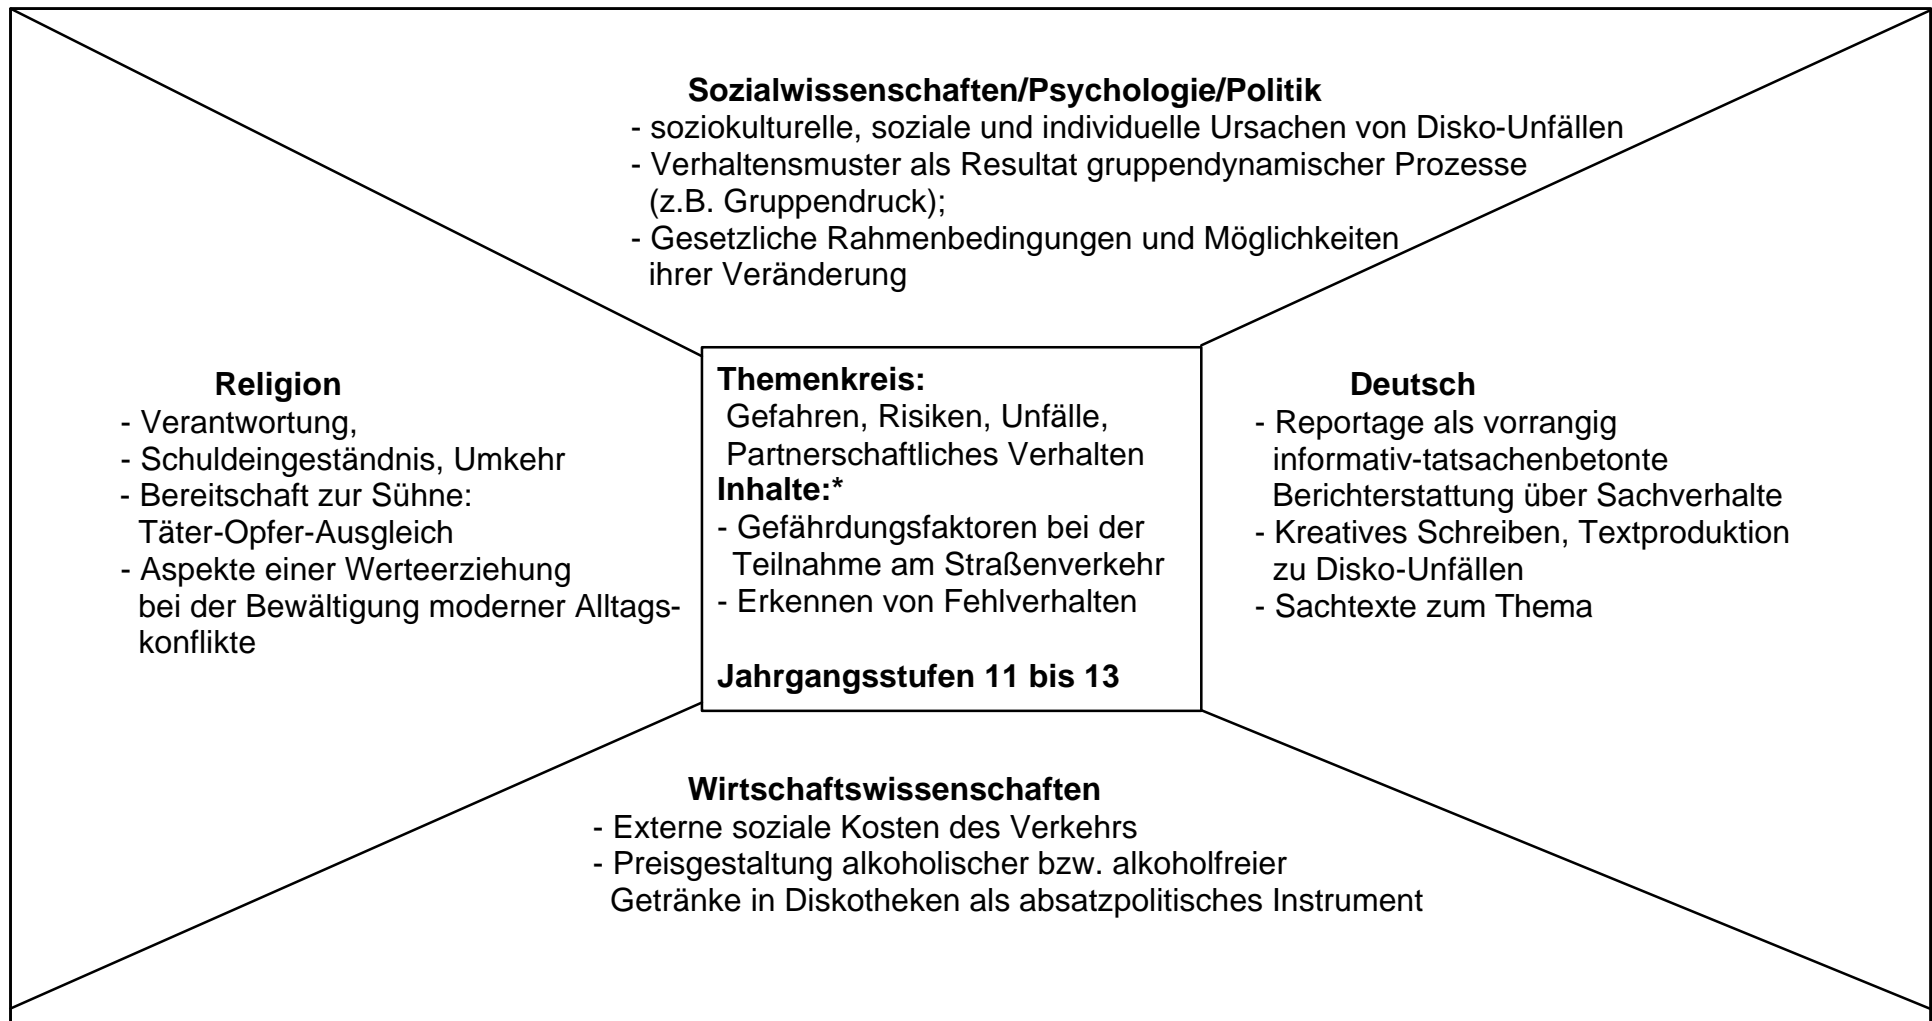 Sozialwissenschaften/Psychologie/Politik
- soziokulturelle, soziale und individuelle Ursachen von Disko-Unfällen
- Verhaltensmuster als Resultat gruppendynamischer Prozesse
(z.B. Gruppendruck);
- Gesetzliche Rahmenbedingungen und Möglichkeiten
ihrer Veränderung
Religion
- Verantwortung,
- Schuldeingeständnis, Umkehr
- Bereitschaft zur Sühne:
Täter-Opfer-Ausgleich
- Aspekte einer Werteerziehung
bei der Bewältigung moderner Alltags-
konflikte
Themenkreis:
Gefahren, Risiken, Unfälle,
Partnerschaftliches Verhalten
Inhalte:*
- Gefährdungsfaktoren bei der
Teilnahme am Straßenverkehr
- Erkennen von Fehlverhalten
Jahrgangsstufen 11 bis 13
Deutsch
- Reportage als vorrangig
informativ-tatsachenbetonte
Berichterstattung über Sachverhalte
- Kreatives Schreiben, Textproduktion
zu Disko-Unfällen
- Sachtexte zum Thema
Wirtschaftswissenschaften
- Externe soziale Kosten des Verkehrs
- Preisgestaltung alkoholischer bzw. alkoholfreier
Getränke in Diskotheken als absatzpolitisches Instrument